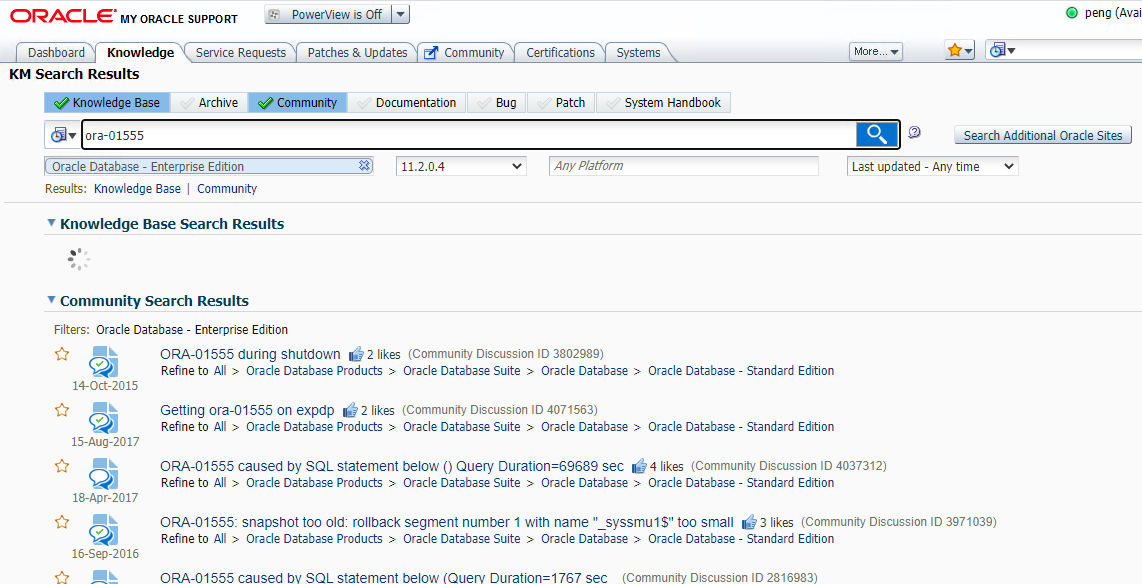 ORACLE® MY ORACLE SUPPORT PowerView is Off peng (Avai
Dashboard Knowledge Service Requests Patches & Updates Community Certifications Systems More...
KM Search Results
Knowledge Base Archive Community Documentation Bug Patch System Handbook
ora-01555 Search Additional Oracle Sites
Oracle Database - Enterprise Edition 11.2.0.4 Any Platform Last updated - Any time
Results: Knowledge Base | Community
Knowledge Base Search Results
Community Search Results
Filters: Oracle Database - Enterprise Edition
ORA-01555 during shutdown 2 likes (Community Discussion ID 3802989)
Refine to All > Oracle Database Products > Oracle Database Suite > Oracle Database > Oracle Database - Standard Edition
14-Oct-2015
Getting ora-01555 on expdp 2 likes (Community Discussion ID 4071563)
Refine to All > Oracle Database Products > Oracle Database Suite > Oracle Database > Oracle Database - Standard Edition
15-Aug-2017
ORA-01555 caused by SQL statement below () Query Duration=69689 sec 4 likes (Community Discussion ID 4037312)
Refine to All > Oracle Database Products > Oracle Database Suite > Oracle Database > Oracle Database - Standard Edition
18-Apr-2017
ORA-01555: snapshot too old: rollback segment number 1 with name "_syssmu1$" too small 3 likes (Community Discussion ID 3971039)
Refine to All > Oracle Database Products > Oracle Database Suite > Oracle Database > Oracle Database - Standard Edition
16-Sep-2016
ORA-01555 caused by SQL statement below (Query Duration=1767 sec (Community Discussion ID 2816983)